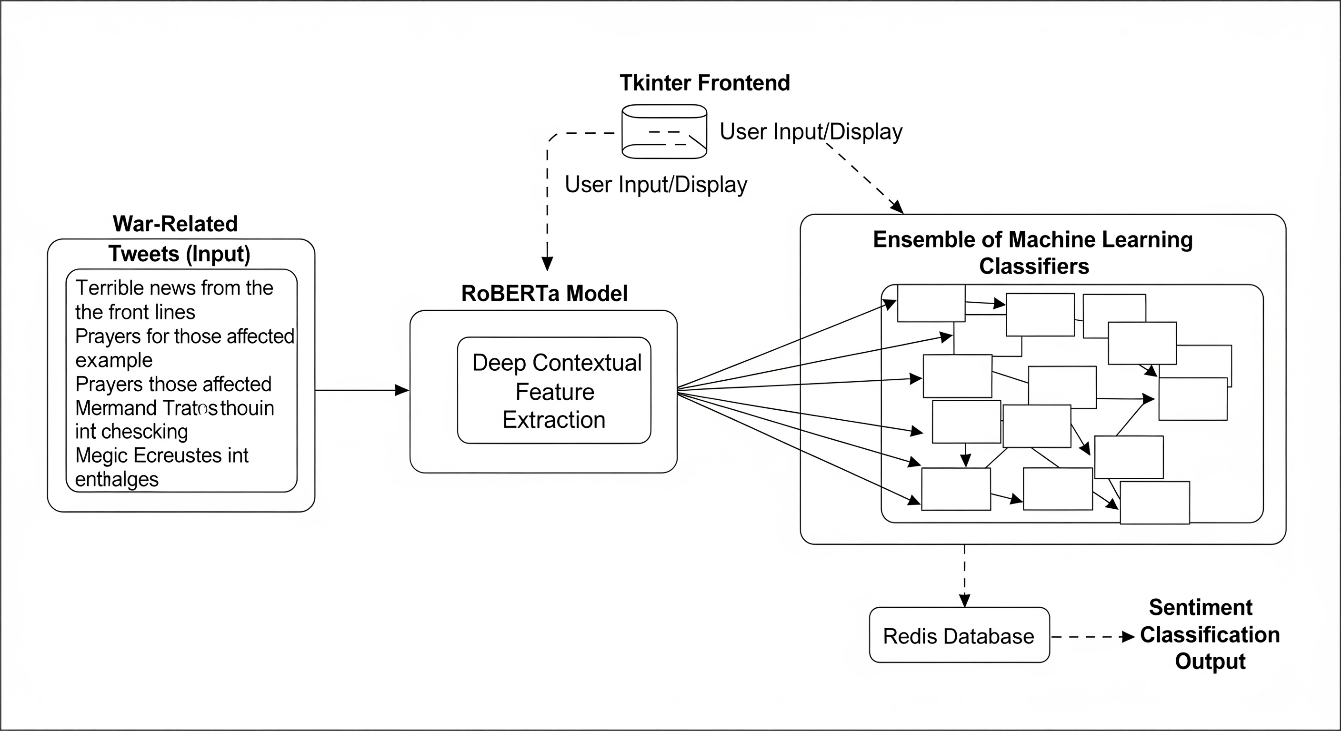 Tkinter Frontend
User Input/Display
User Input/Display
War-Related
Tweets (Input)
Terrible news from the
the front lines
Prayers for those affected
example
Prayers those affected
Mermand thouin
int chescking
Megic Ecreustes int
enthalges
RoBERTa Model
Deep Contextual
Feature
Extraction
Ensemble of Machine Learning
Classifiers
Redis Database
Sentiment
Classification
Output